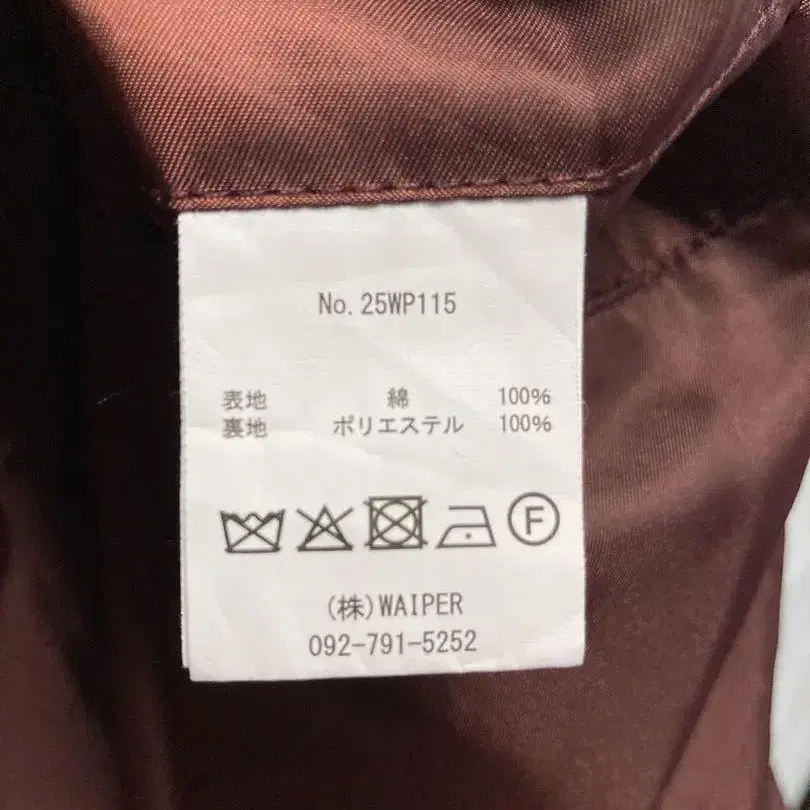 No. 25WP115
表地 綿 100%
裏地 ポリエステル 100%
F
(株)WAIPER
092-791-5252